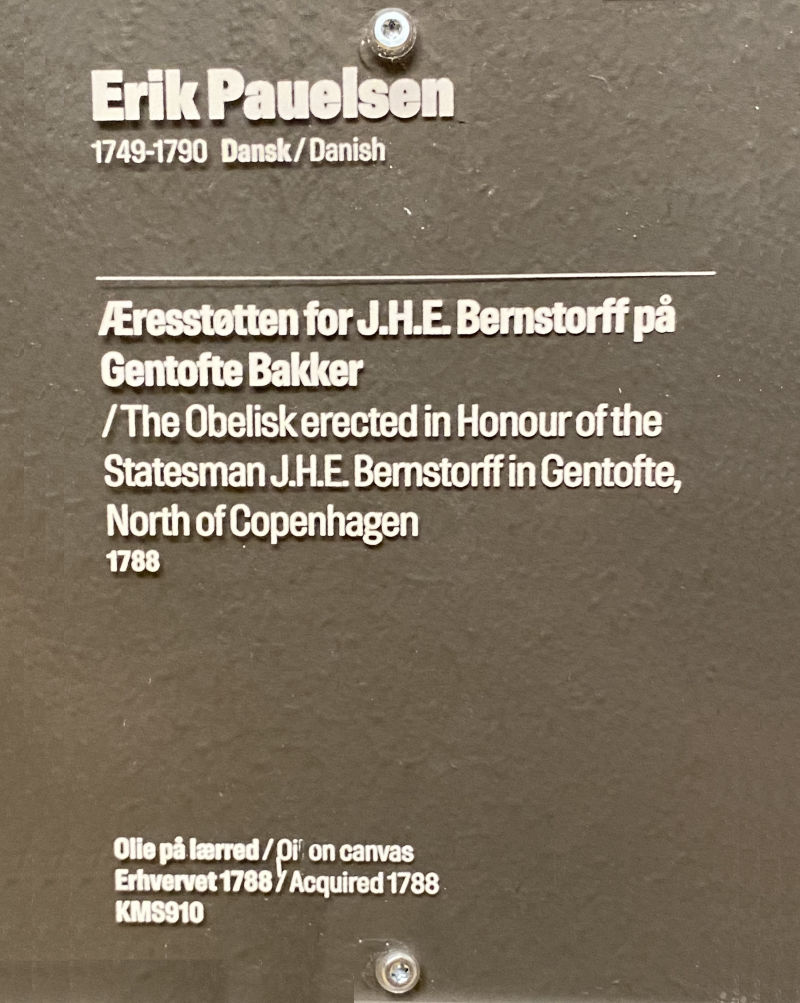 Erik Pauelsen
1749-1790 Dansk / Danish
Æresstøtten for J.H.E. Bernstorff på
Gentofte Bakker
/ The Obelisk erected in Honour of the
Statesman J.H.E. Bernstorff in Gentofte,
North of Copenhagen
1788
Olie på lærred / Oil on canvas
Erhvervet 1788 / Acquired 1788
KMS910